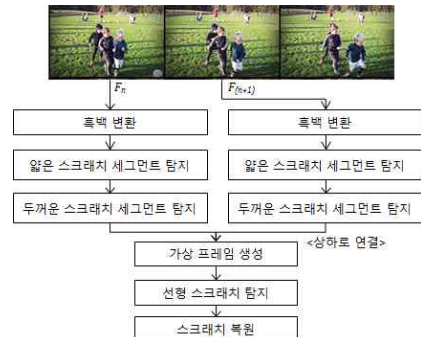 Fn
F(n+1)
흑백 변환
흑백 변환
얇은 스크래치 세그먼트 탐지
얇은 스크래치 세그먼트 탐지
두꺼운 스크래치 세그먼트 탐지
두꺼운 스크래치 세그먼트 탐지
<상하로 연결>
가상 프레임 생성
선형 스크래치 탐지
스크래치 복원